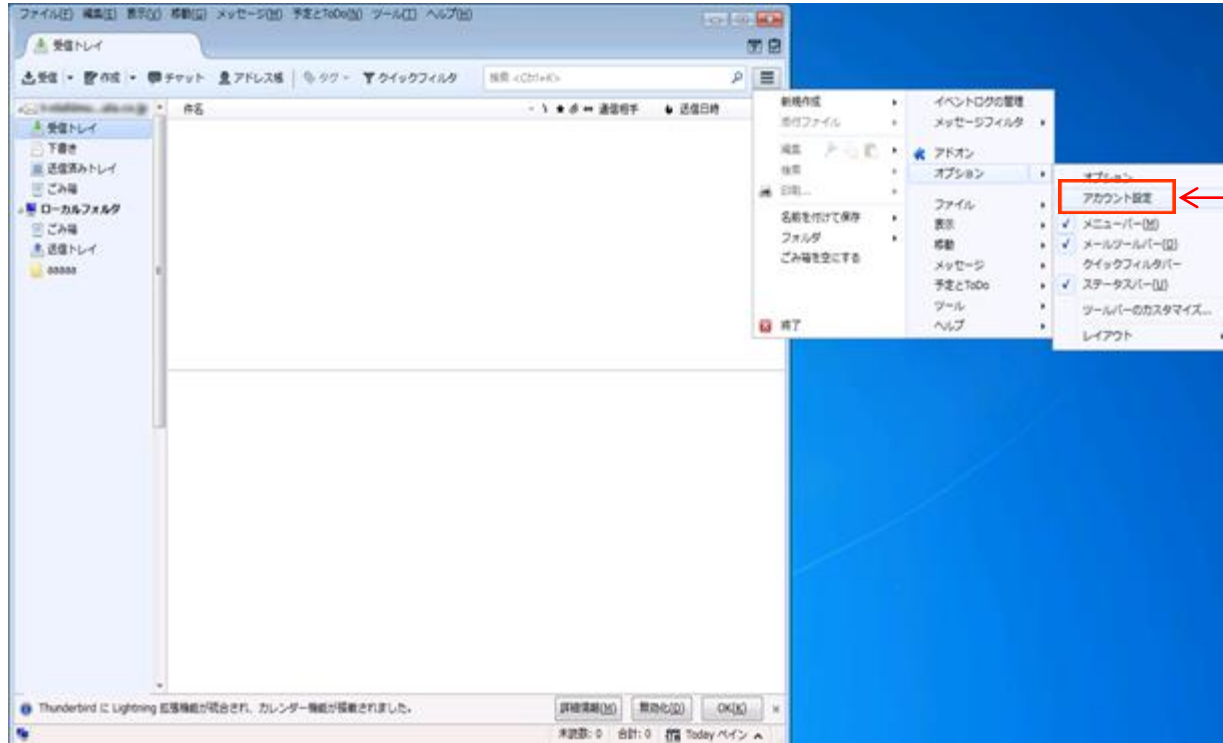 ファイル(F) 編集(E) 表示(V) 移動(G) メッセージ(M) 予定とToDo(N) ツール(T) ヘルプ(H)
受信トレイ
受信 作成 チャット アドレス帳 タグ クイックフィルタ 検索 <Ctrl+K>
件名 通信相手 送信日時
受信トレイ
下書き
送信済みトレイ
ごみ箱
ローカルフォルダ
ごみ箱
送信トレイ
aaaaa
新規作成
添付ファイル
編集
検索
印刷...
名前を付けて保存
フォルダ
ごみ箱を空にする
終了
イベントログの管理
メッセージフィルタ
アドオン
オプション
ファイル
表示
移動
メッセージ
予定とToDo
ツール
ヘルプ
オプション
アカウント設定
メニューバー(M)
メールツールバー(O)
クイックフィルタバー
ステータスバー(U)
ツールバーのカスタマイズ...
レイアウト
Thunderbird に Lightning 拡張機能が統合され、カレンダー機能が搭載されました。 詳細情報(M) 無効化(D) OK(K)
未読数: 0 合計: 0 Today ペイン